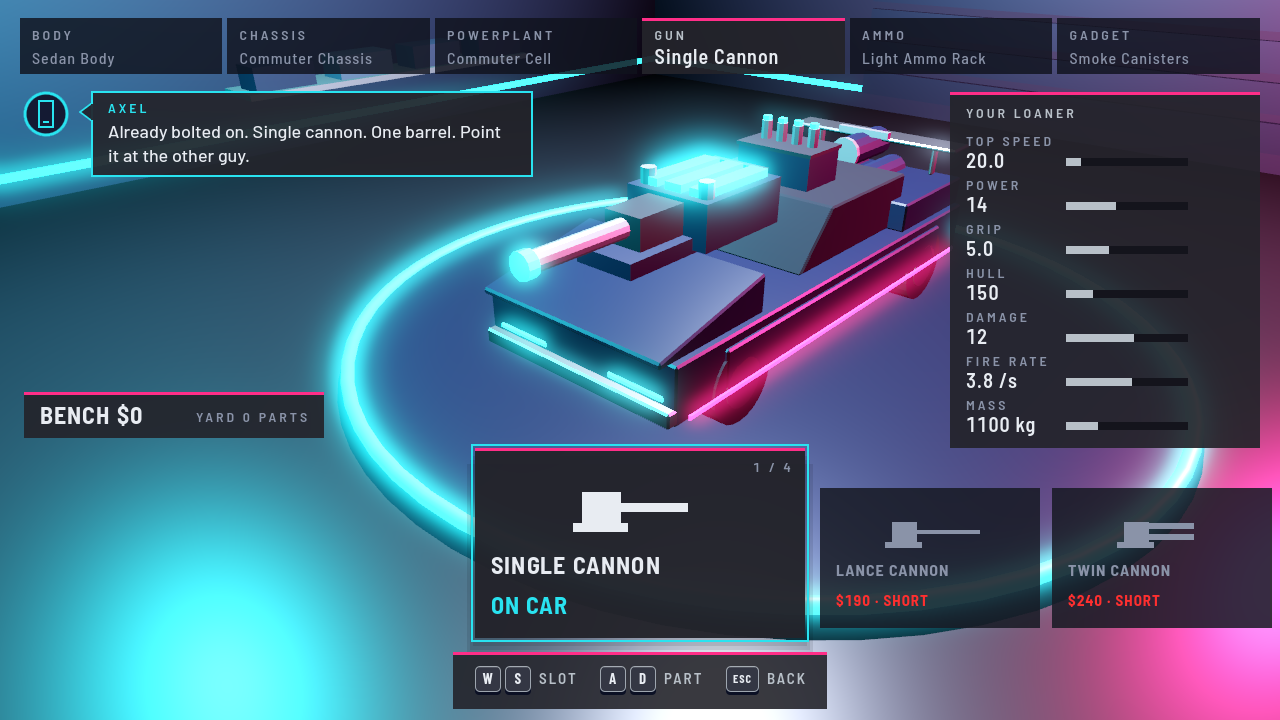 BODY
Sedan Body
CHASSIS
Commuter Chassis
POWERPLANT
Commuter Cell
GUN
Single Cannon
AMMO
Light Ammo Rack
GADGET
Smoke Canisters
AXEL
Already bolted on. Single cannon. One barrel. Point
it at the other guy.
YOUR LOANER
TOP SPEED
20.0
POWER
14
GRIP
5.0
HULL
150
DAMAGE
12
FIRE RATE
3.8 /s
MASS
1100 kg
BENCH $0
YARD 0 PARTS
1 / 4
SINGLE CANNON
ON CAR
LANCE CANNON
$190 · SHORT
TWIN CANNON
$240 · SHORT
W S SLOT A D PART ESC BACK